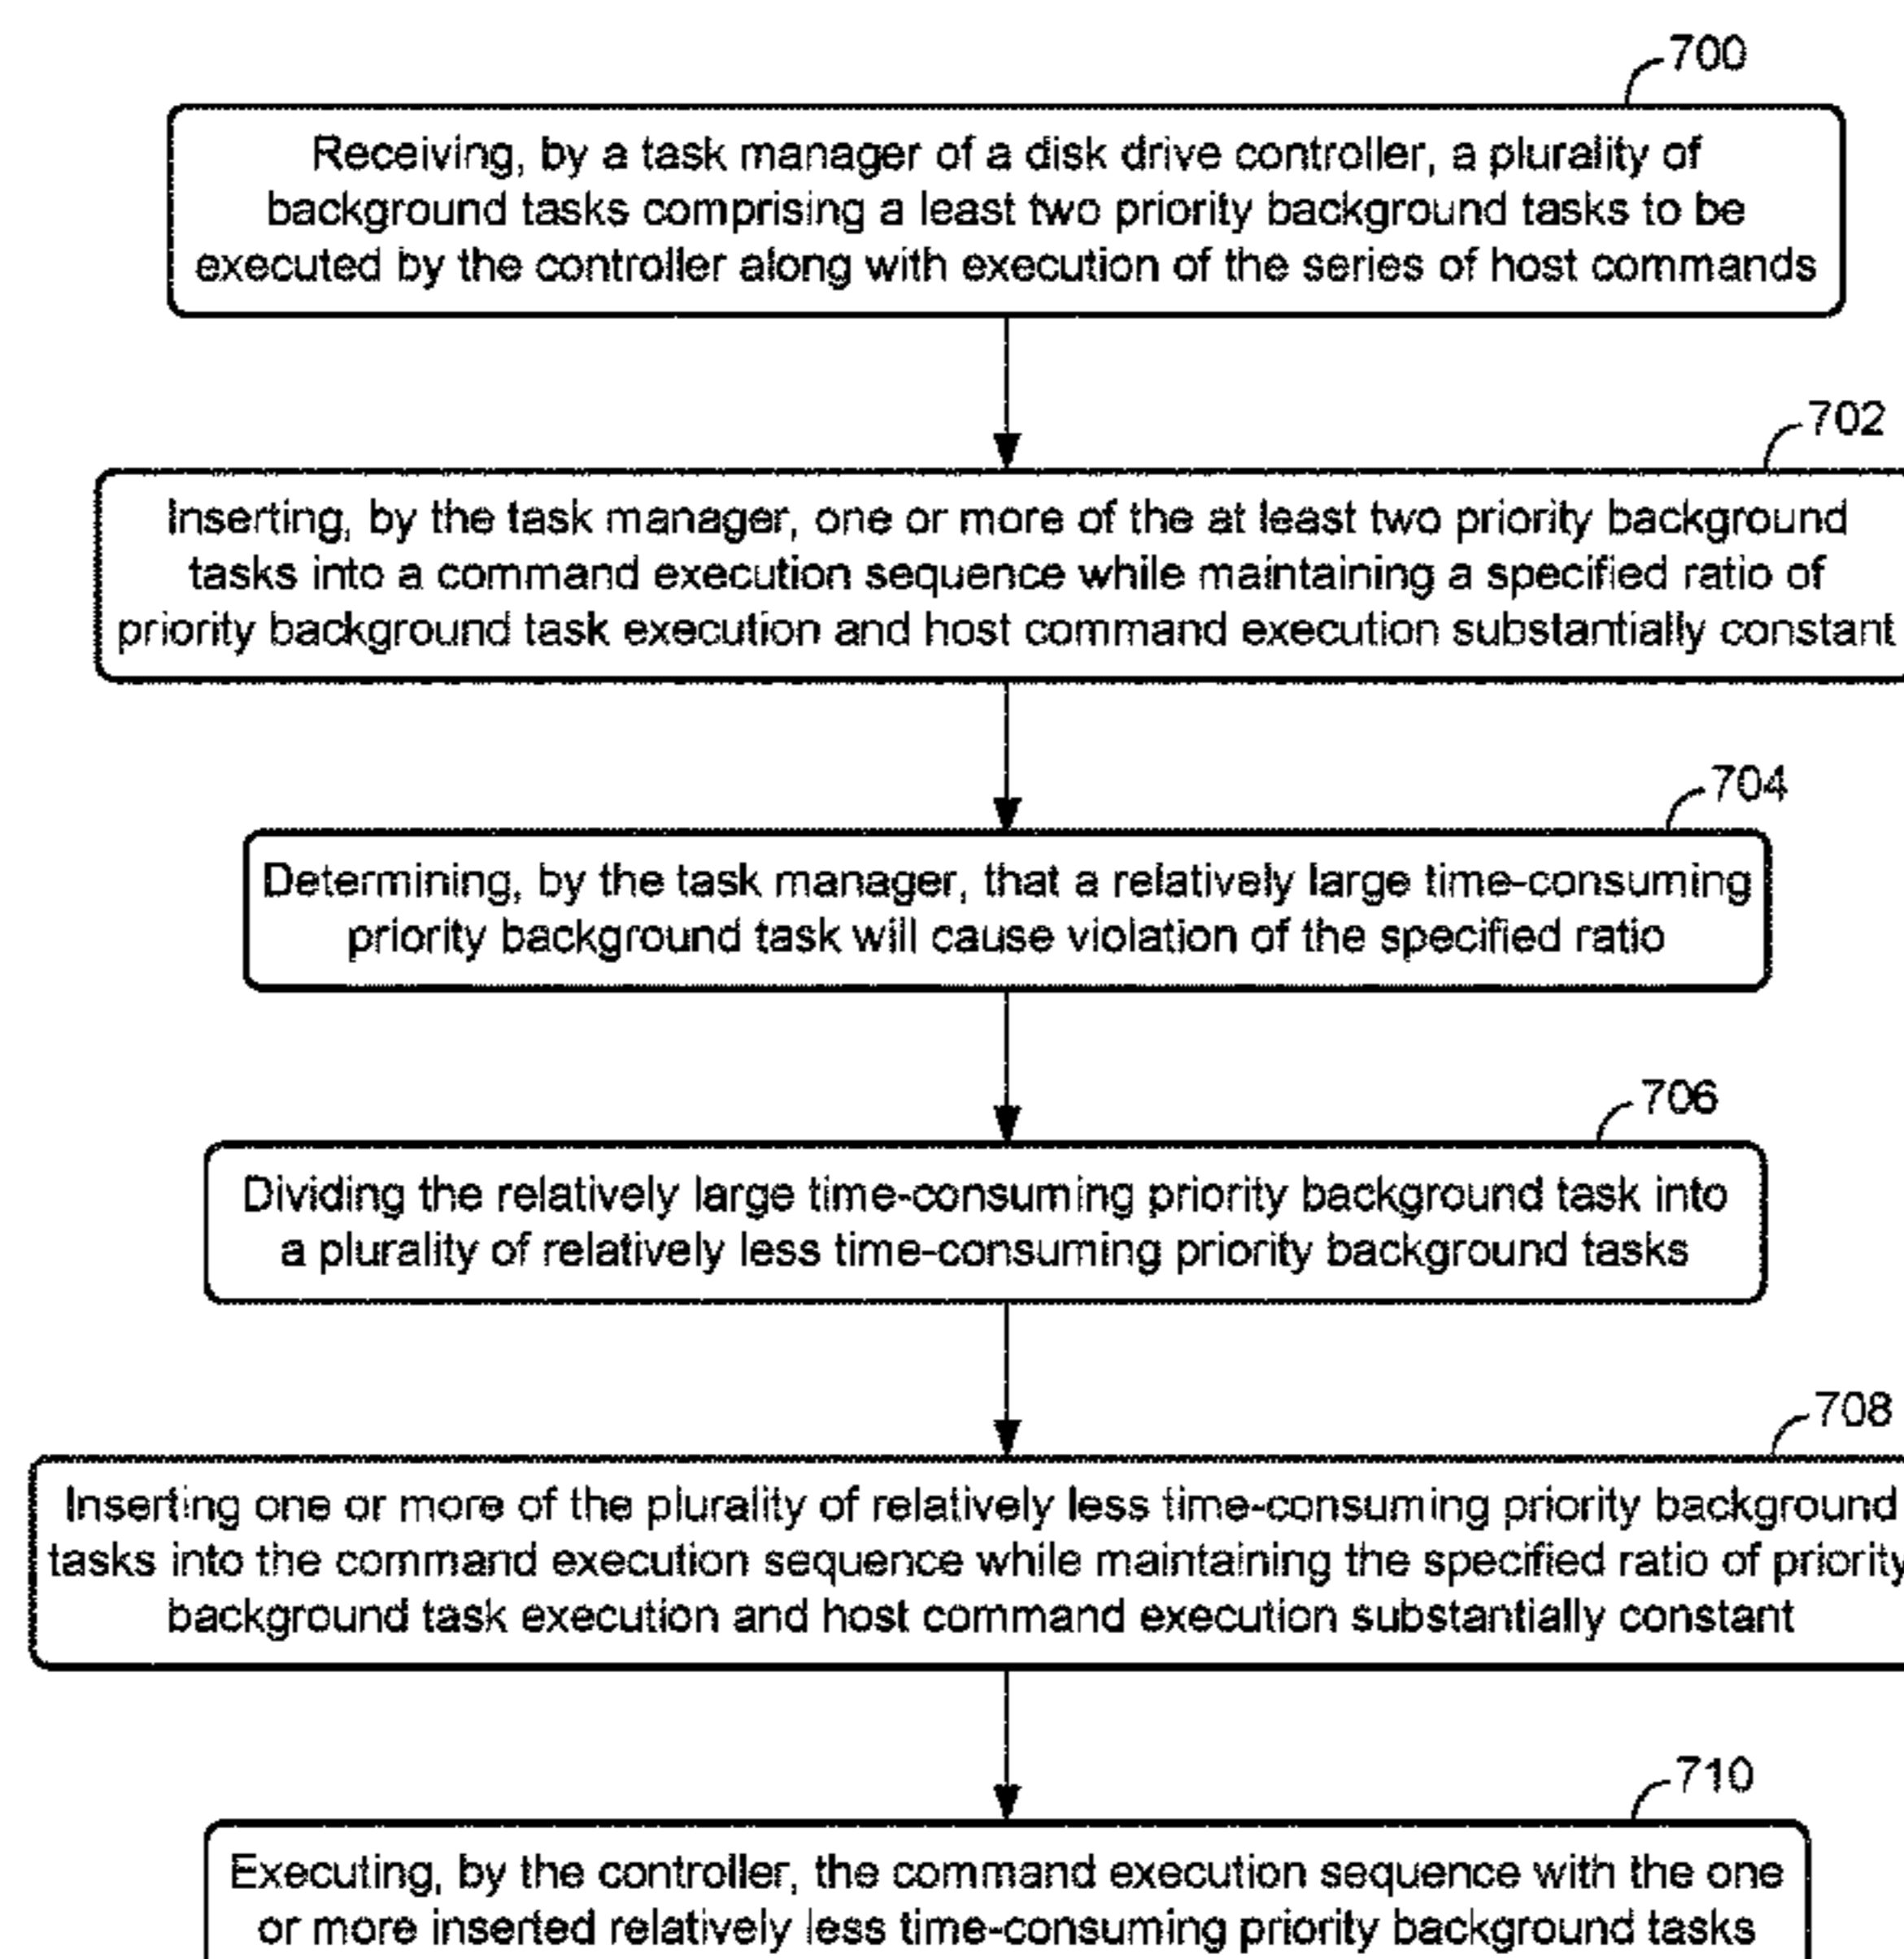 700
Receiving, by a task manager of a disk drive controller, a plurality of
background tasks comprising a least two priority background tasks to be
executed by the controller along with execution of the series of host commands
702
Inserting, by the task manager, one or more of the at least two priority background
tasks into a command execution sequence while maintaining a specified ratio of
priority background task execution and host command execution substantially constant
704
Determining, by the task manager, that a relatively large time-consuming
priority background task will cause violation of the specified ratio
706
Dividing the relatively large time-consuming priority background task into
a plurality of relatively less time-consuming priority background tasks
708
Inserting one or more of the plurality of relatively less time-consuming priority background
tasks into the command execution sequence while maintaining the specified ratio of priority
background task execution and host command execution substantially constant
710
Executing, by the controller, the command execution sequence with the one
or more inserted relatively less time-consuming priority background tasks